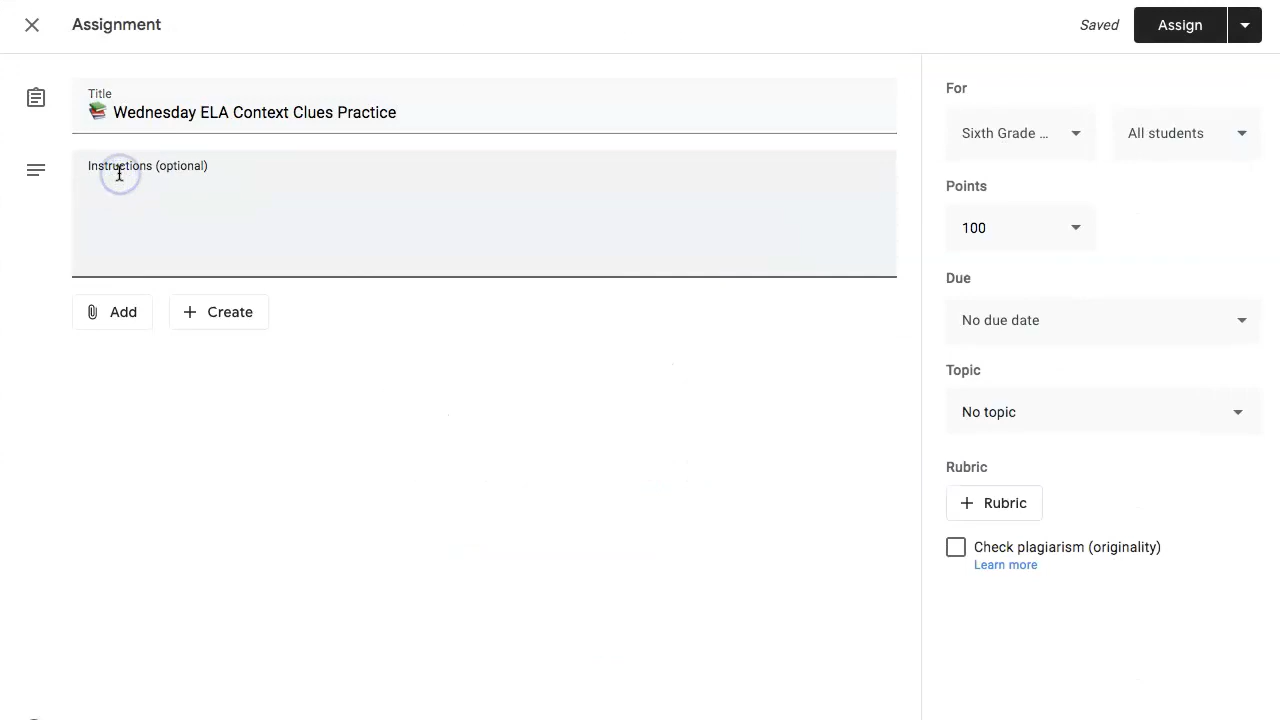 Assignment
Saved
Assign
Title
📚 Wednesday ELA Context Clues Practice
Instructions (optional)
Add
Create
For
Sixth Grade ...
All students
Points
100
Due
No due date
Topic
No topic
Rubric
Rubric
Check plagiarism (originality)
Learn more